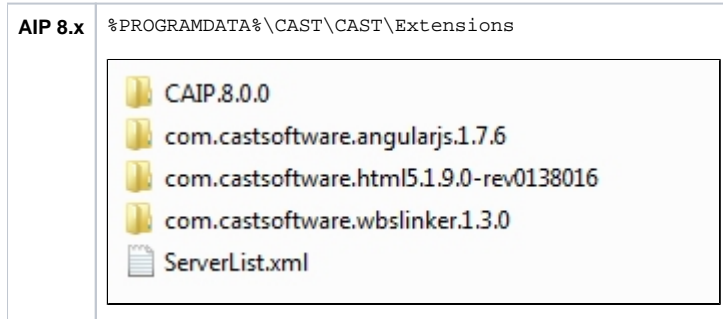 AIP 8.x %PROGRAMDATA%\CAST\CAST\Extensions
CAIP.8.0.0
com.castsoftware.angularjs.1.7.6
com.castsoftware.html5.1.9.0-rev0138016
com.castsoftware.wbslinker.1.3.0
ServerList.xml